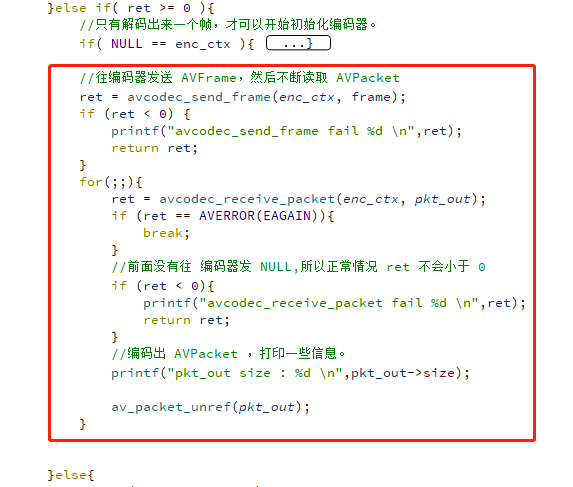 }else if( ret >= 0 ){
//只有解码出来一个帧，才可以开始初始化编码器。
if( NULL == enc_ctx ){ ...}
//往编码器发送 AVFrame，然后不断读取 AVPacket
ret = avcodec_send_frame(enc_ctx, frame);
if (ret < 0) {
printf("avcodec_send_frame fail %d \n",ret);
return ret;
}
for(;;){
ret = avcodec_receive_packet(enc_ctx, pkt_out);
if (ret == AVERROR(EAGAIN)){
break;
}
//前面没有往 编码器发 NULL,所以正常情况 ret 不会小于 0
if (ret < 0){
printf("avcodec_receive_packet fail %d \n",ret);
return ret;
}
//编码出 AVPacket ，打印一些信息。
printf("pkt_out size : %d \n",pkt_out->size);
av_packet_unref(pkt_out);
}
}else{